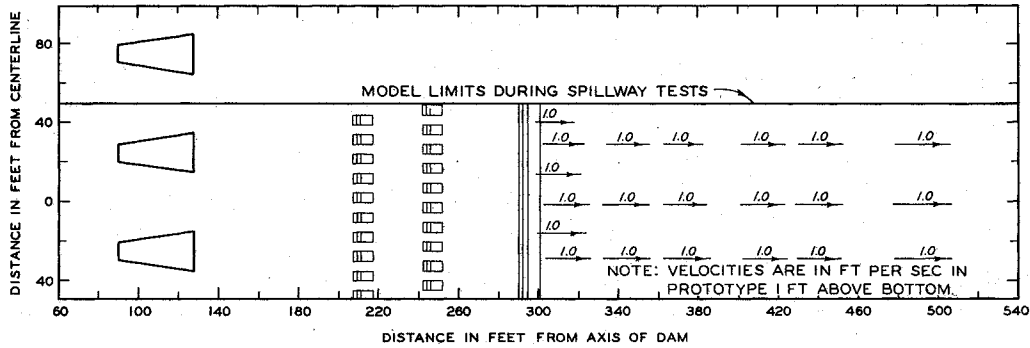 DISTANCE IN FEET FROM CENTERLINE
80
40
0
40
MODEL LIMITS DURING SPILLWAY TESTS
1.0
1.0 1.0 1.0 1.0 1.0 1.0
1.0
1.0 1.0 1.0 1.0 1.0 1.0
1.0
1.0 1.0 1.0 1.0 1.0 1.0
NOTE: VELOCITIES ARE IN FT PER SEC IN
PROTOTYPE 1 FT ABOVE BOTTOM.
60 100 140 180 220 260 300 340 380 420 460 500 540
DISTANCE IN FEET FROM AXIS OF DAM